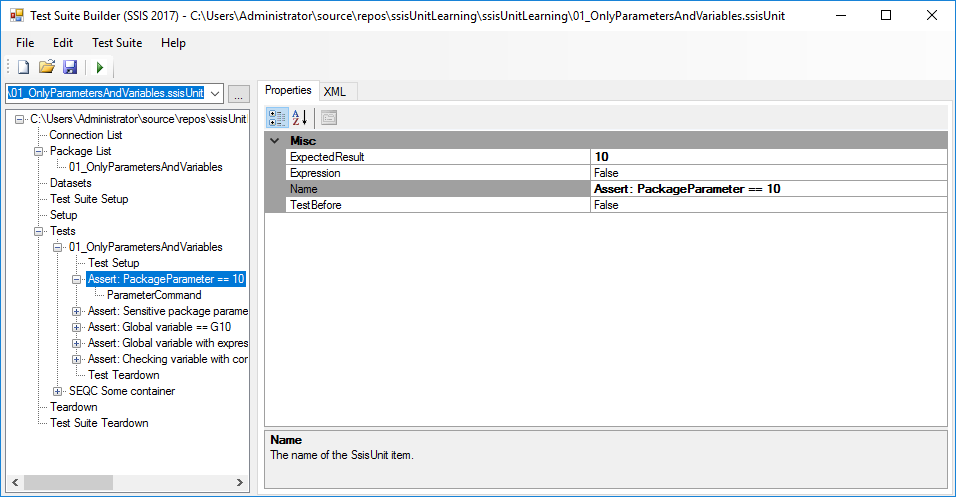 Test Suite Builder (SSIS 2017) - C:\Users\Administrator\source\repos\ssisUnitLearning\ssisUnitLearning\01_OnlyParametersAndVariables.ssisUnit
File Edit Test Suite Help
\01_OnlyParametersAndVariables.ssisUnit ...
C:\Users\Administrator\source\repos\ssisUnit
Connection List
Package List
01_OnlyParametersAndVariables
Datasets
Test Suite Setup
Setup
Tests
01_OnlyParametersAndVariables
Test Setup
Assert: PackageParameter == 10
ParameterCommand
Assert: Sensitive package parame
Assert: Global variable == G10
Assert: Global variable with expres
Assert: Checking variable with cor
Test Teardown
SEQC Some container
Teardown
Test Suite Teardown
Properties XML
Misc
ExpectedResult 10
Expression False
Name Assert: PackageParameter == 10
TestBefore False
Name
The name of the SsisUnit item.